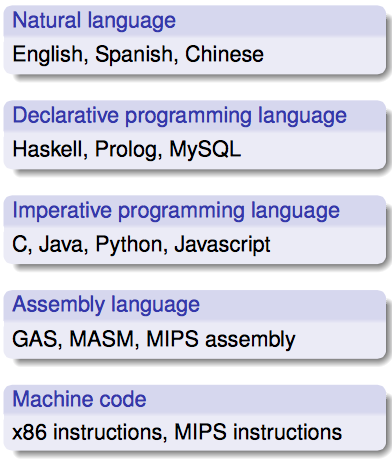 Natural language
English, Spanish, Chinese
Declarative programming language
Haskell, Prolog, MySQL
Imperative programming language
C, Java, Python, Javascript
Assembly language
GAS, MASM, MIPS assembly
Machine code
x86 instructions, MIPS instructions